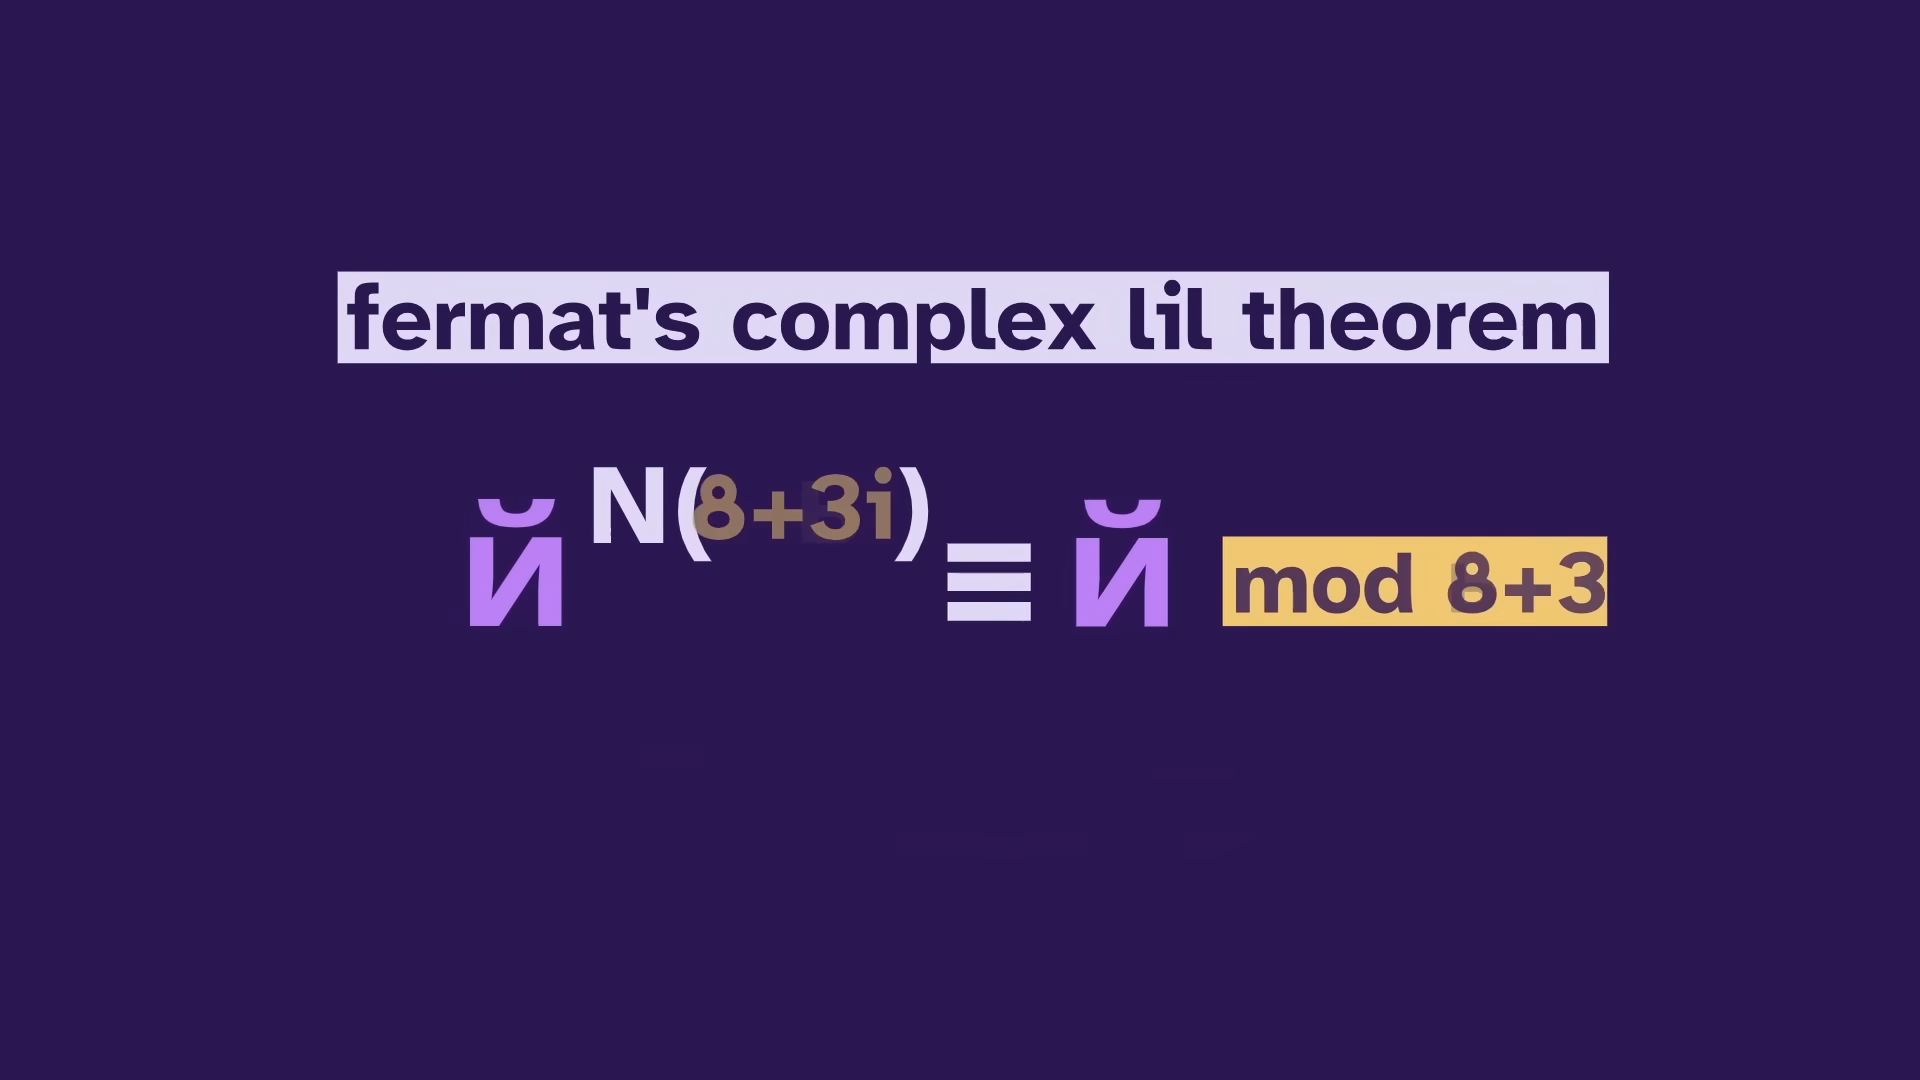 fermat's complex lil theorem
й N(8+3i) ≡ й mod 8+3